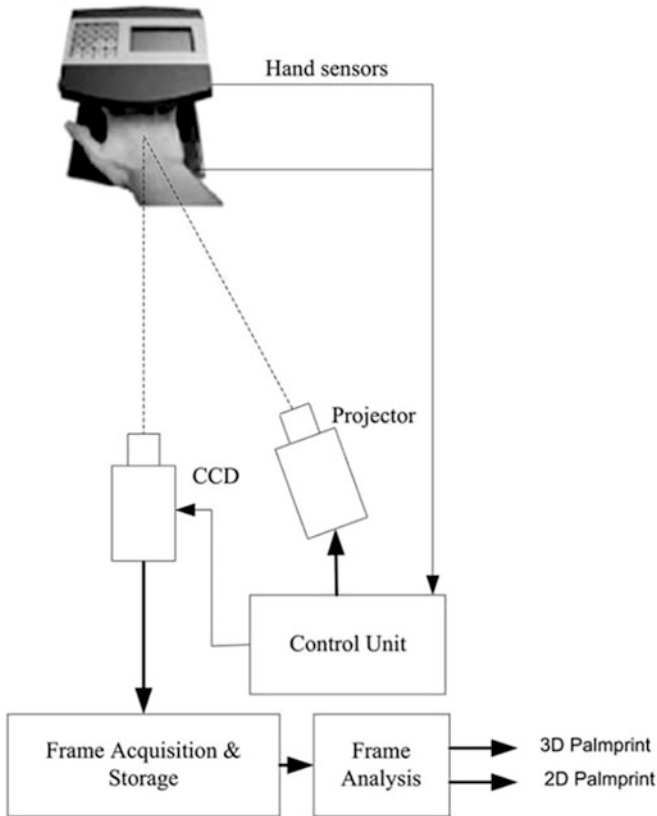 Hand sensors
Projector
CCD
Control Unit
Frame Acquisition &
Storage
Frame
Analysis
3D Palmprint
2D Palmprint